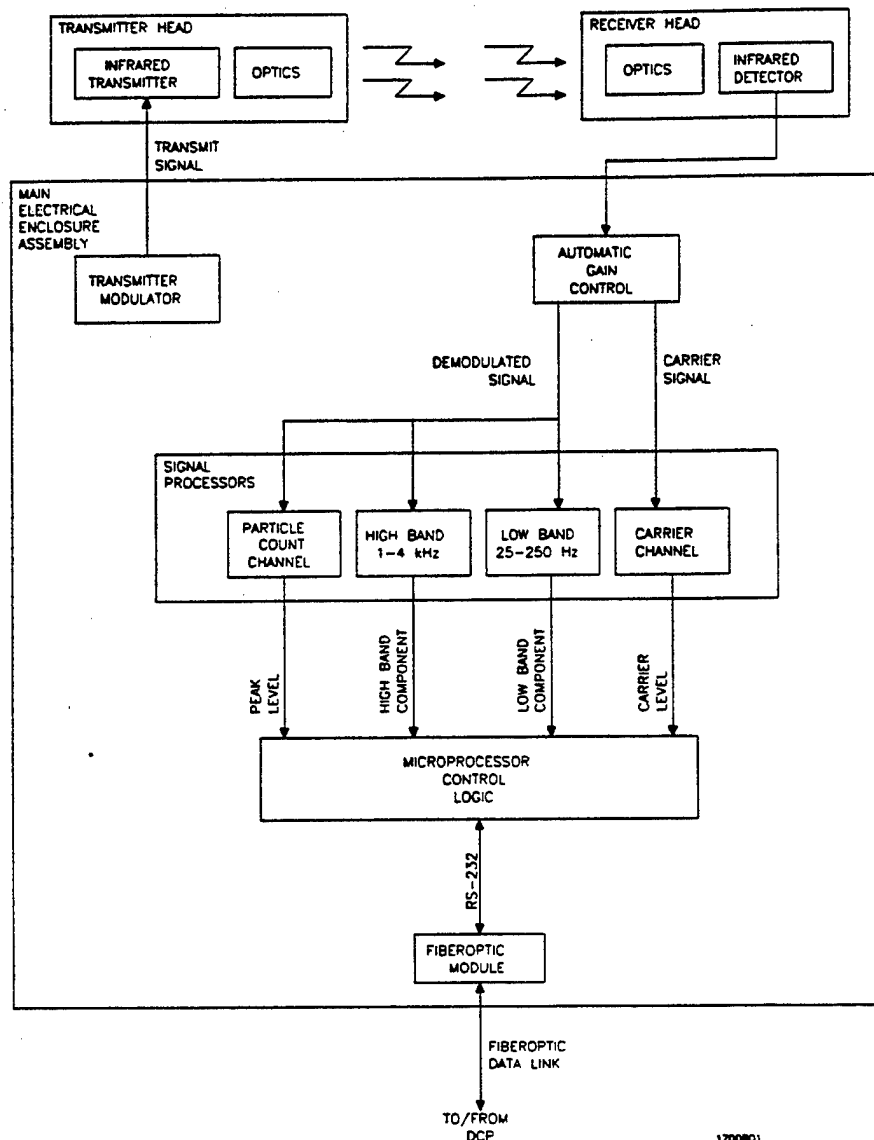 TRANSMITTER HEAD
INFRARED
TRANSMITTER
OPTICS
RECEIVER HEAD
OPTICS
INFRARED
DETECTOR
TRANSMIT
SIGNAL
MAIN
ELECTRICAL
ENCLOSURE
ASSEMBLY
TRANSMITTER
MODULATOR
AUTOMATIC
GAIN
CONTROL
DEMODULATED
SIGNAL
CARRIER
SIGNAL
SIGNAL
PROCESSORS
PARTICLE
COUNT
CHANNEL
HIGH BAND
1-4 kHz
LOW BAND
25-250 Hz
CARRIER
CHANNEL
PEAK
LEVEL
HIGH BAND
COMPONENT
LOW BAND
COMPONENT
CARRIER
LEVEL
MICROPROCESSOR
CONTROL
LOGIC
RS-232
FIBEROPTIC
MODULE
FIBEROPTIC
DATA LINK
TO/FROM
DCP